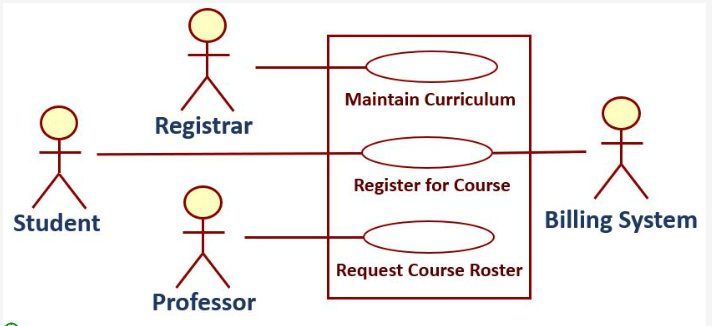 Maintain Curriculum
Registrar
Register for Course
Student
Billing System
Request Course Roster
Professor